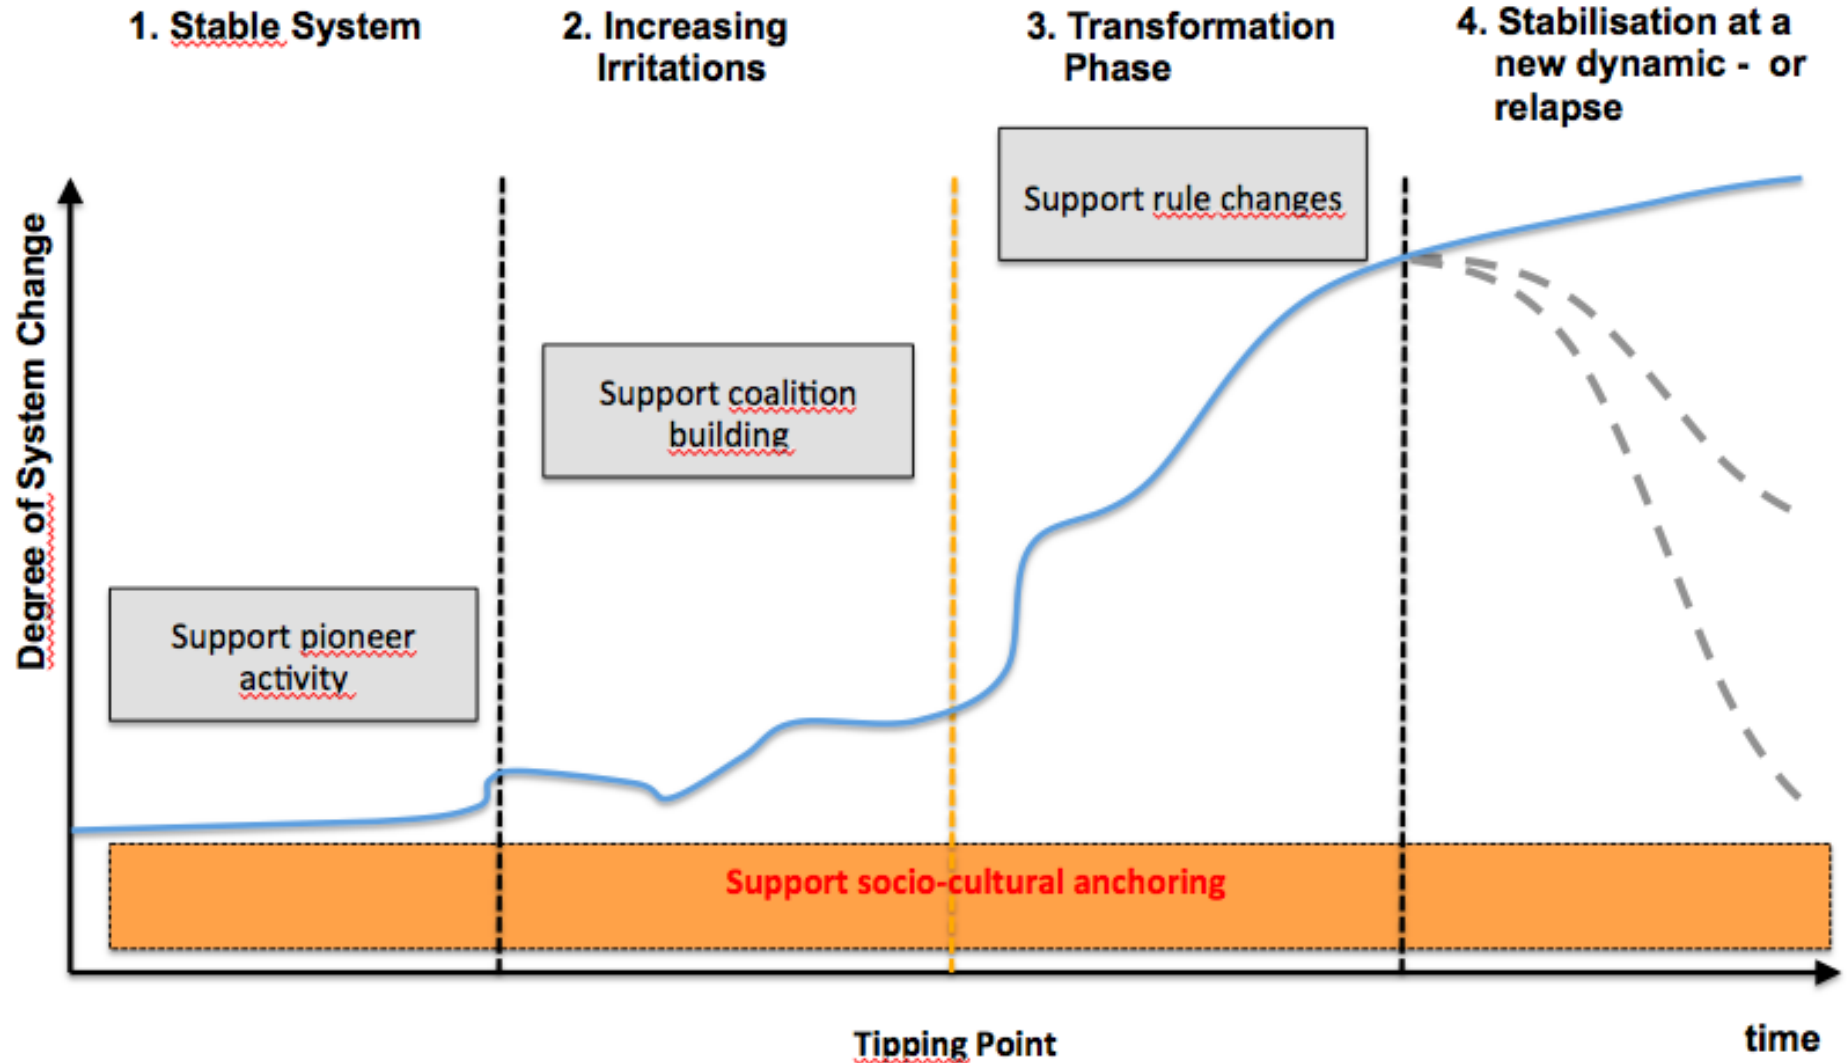 1. Stable System
2. Increasing
Irritations
3. Transformation
Phase
4. Stabilisation at a
new dynamic - or
relapse
Degree of System Change
Support rule changes
Support coalition
building
Support pioneer
activity
Support socio-cultural anchoring
Tipping Point
time